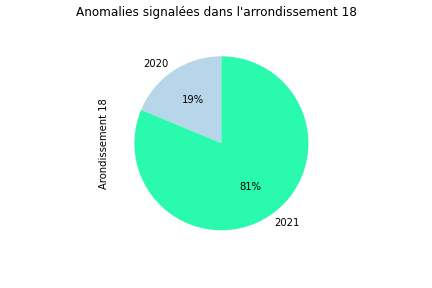 Anomalies signalées dans l'arrondissement 18
2020
19%
Arondissement 18
81%
2021